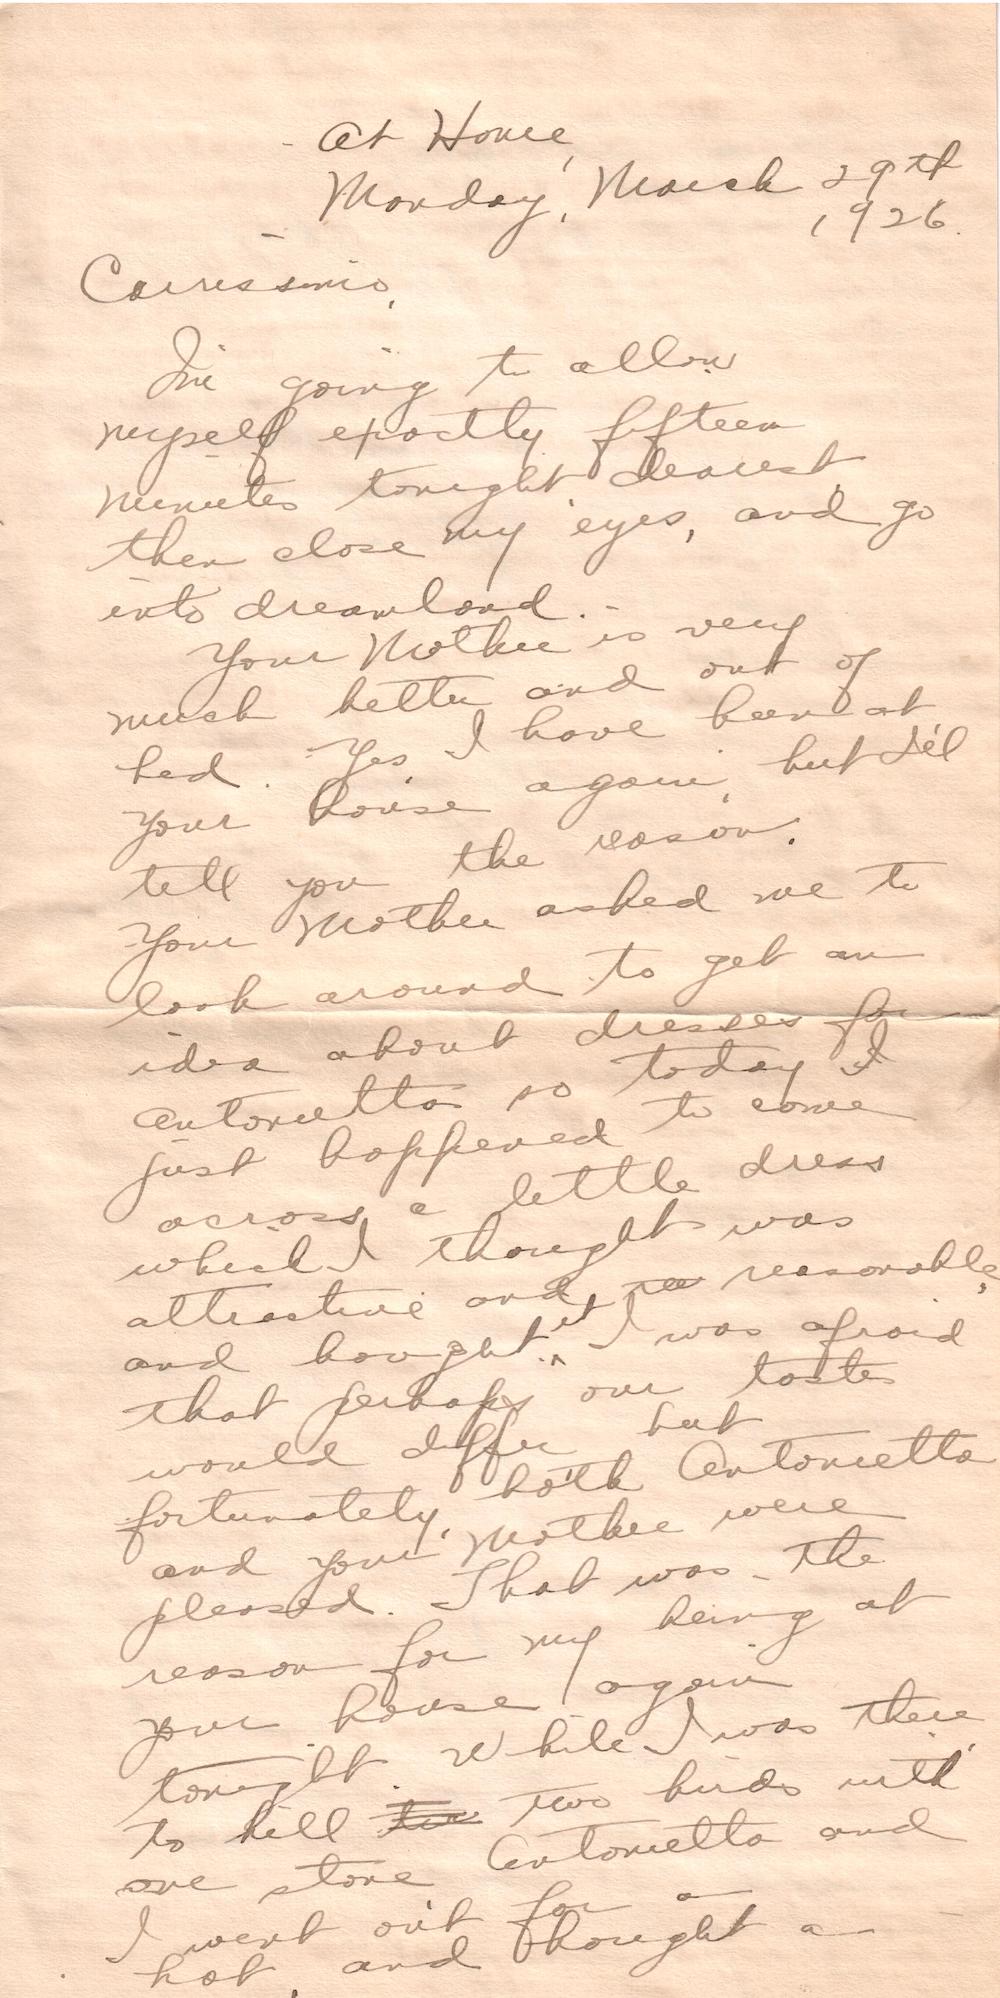 At Home,
Monday, March 29th
1926.
Carissimo,
I'm going to allow
myself exactly fifteen
minutes tonight dearest,
then close my eyes, and go
into dreamland.
Your Mother is very
much better and out of
bed. Yes, I have been at
your house again, but I'll
tell you the reason.
Your Mother asked me to
look around to get an
idea about dresses for
Antonietta so today I
just happened to come
across a little dress
which I thought was
attractive and reasonable,
and bought it. I was afraid
that perhaps our tastes
would differ but
fortunately, both Antonietta
and your Mother were
pleased. That was the
reason for my being at
your house again
tonight. While I was there,
to kill two birds with
one stone Antonietta and
I went out for a
hat, and thought a